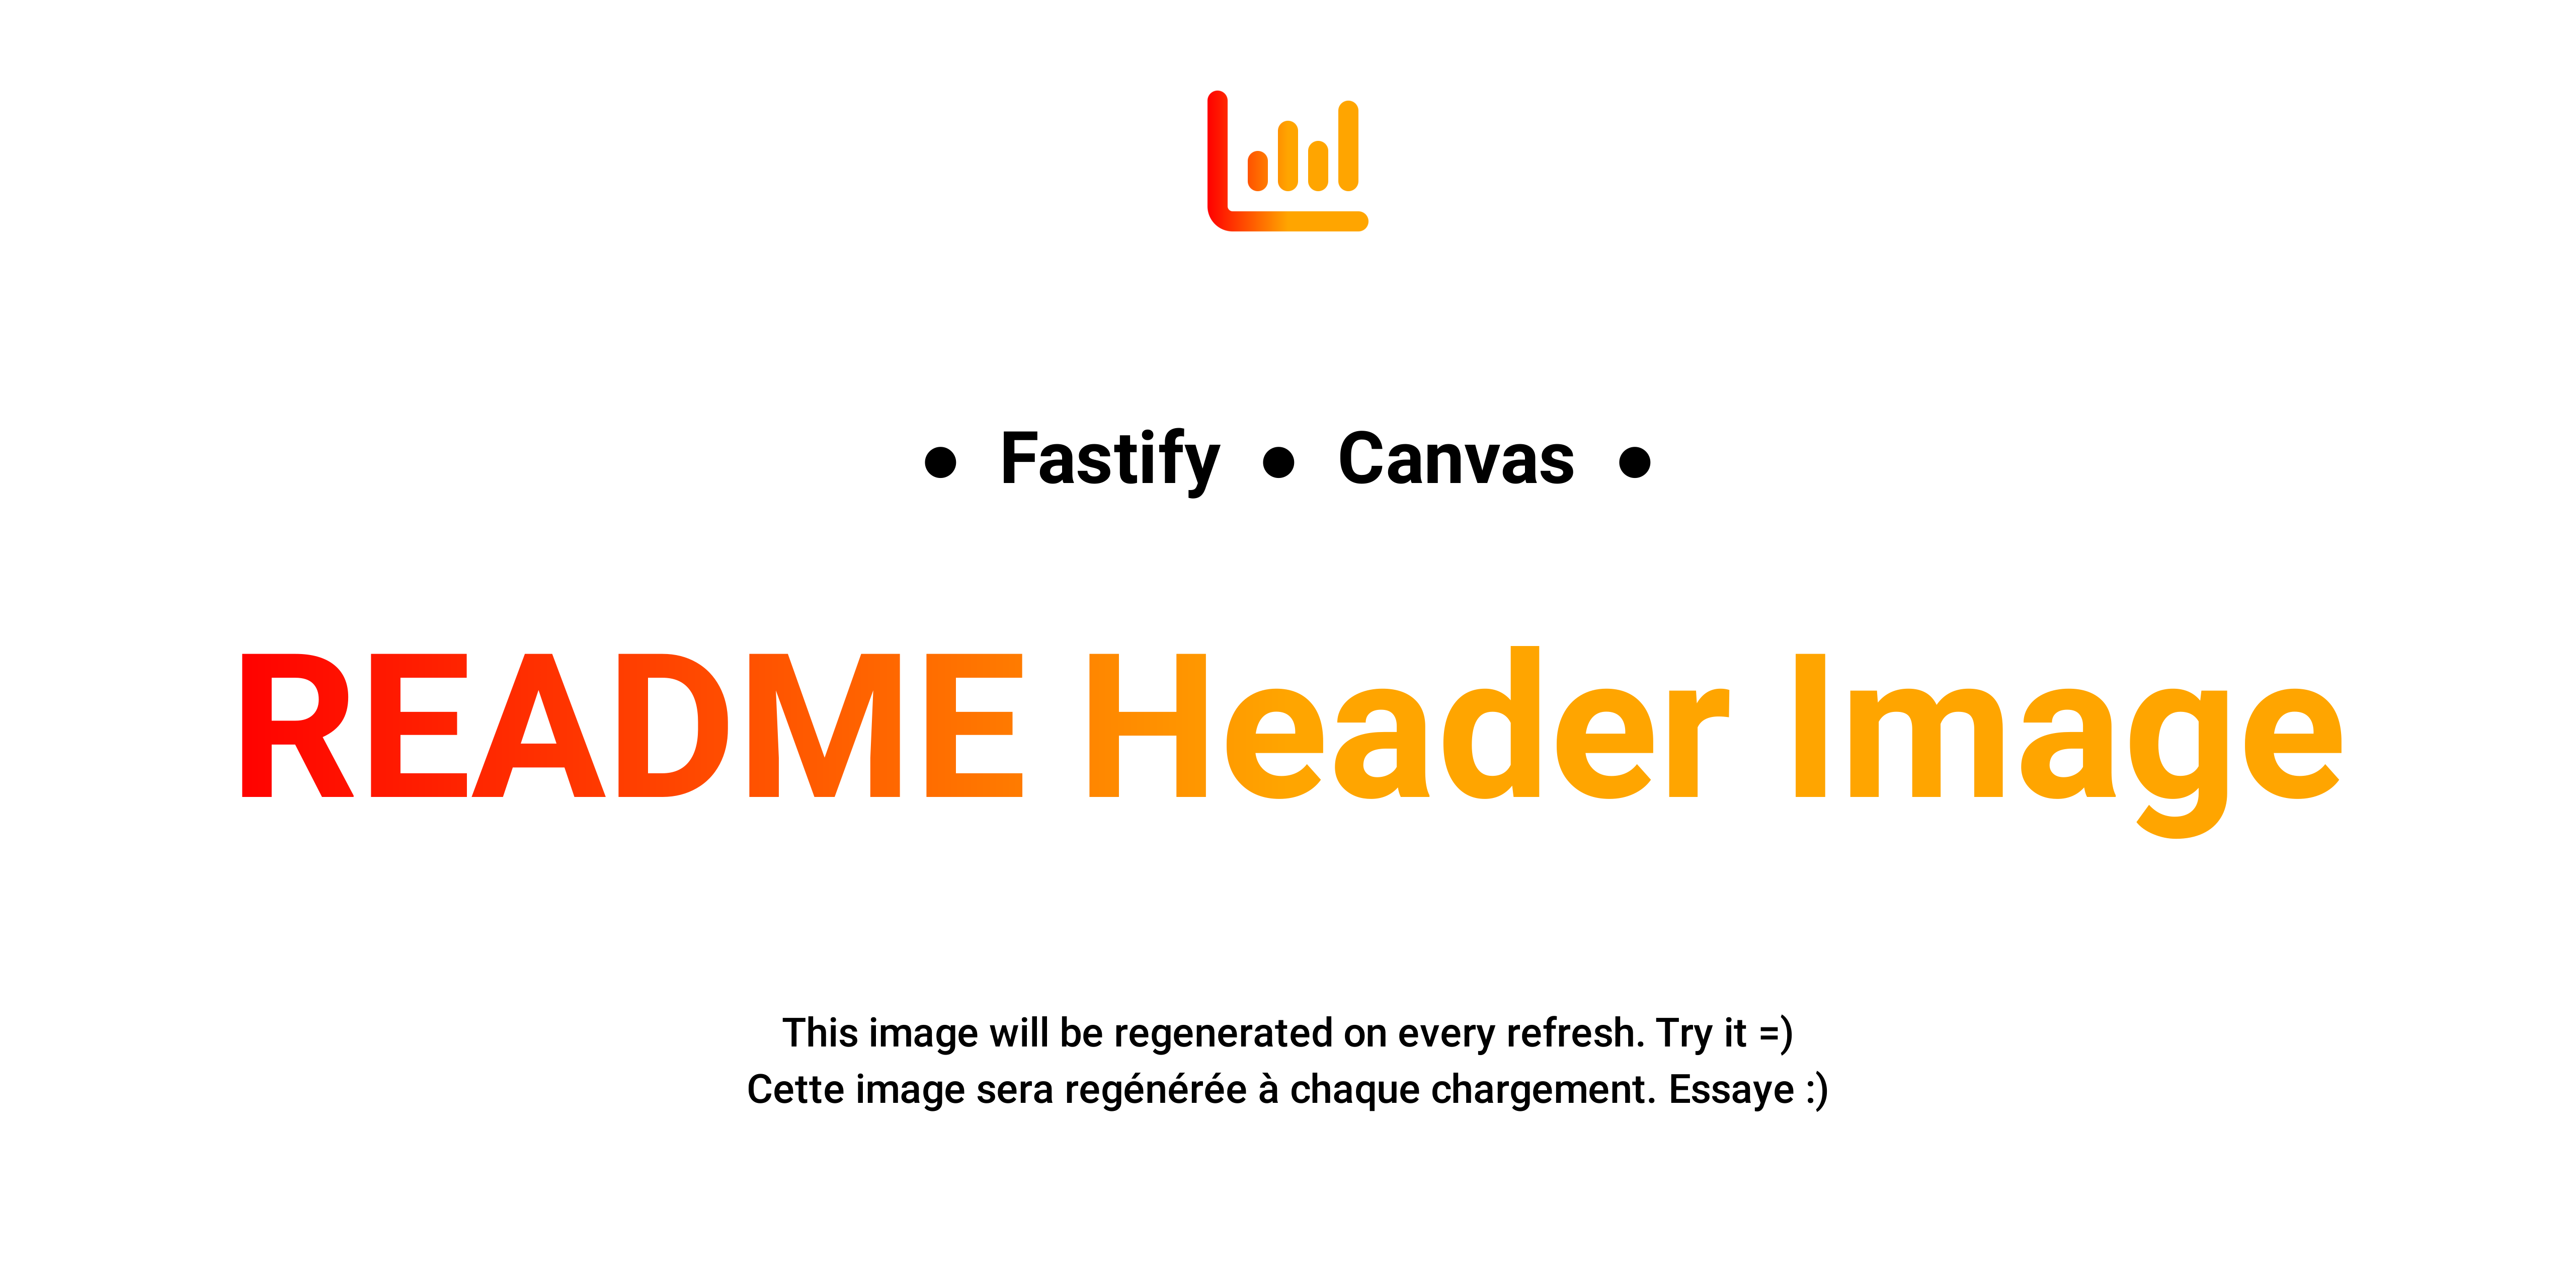 ● Fastify ● Canvas ●
README Header Image
This image will be regenerated on every refresh. Try it =)
Cette image sera regénérée à chaque chargement. Essaye :)